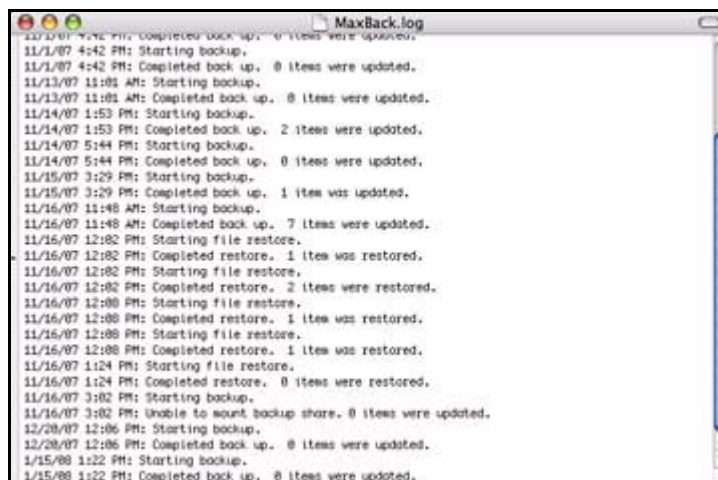 MaxBack.log
11/1/07 4:42 PM: Completed back up.  0 items were updated.
11/1/07 4:42 PM: Starting backup.
11/1/07 4:42 PM: Completed back up.  0 items were updated.
11/13/07 11:01 AM: Starting backup.
11/13/07 11:01 AM: Completed back up.  0 items were updated.
11/14/07 1:53 PM: Starting backup.
11/14/07 1:53 PM: Completed back up.  2 items were updated.
11/14/07 5:44 PM: Starting backup.
11/14/07 5:44 PM: Completed back up.  0 items were updated.
11/15/07 3:29 PM: Starting backup.
11/15/07 3:29 PM: Completed back up.  1 item was updated.
11/16/07 11:48 AM: Starting backup.
11/16/07 11:48 AM: Completed back up.  7 items were updated.
11/16/07 12:02 PM: Starting file restore.
11/16/07 12:02 PM: Completed restore.  1 item was restored.
11/16/07 12:02 PM: Starting file restore.
11/16/07 12:02 PM: Completed restore.  2 items were restored.
11/16/07 12:08 PM: Starting file restore.
11/16/07 12:08 PM: Completed restore.  1 item was restored.
11/16/07 12:08 PM: Starting file restore.
11/16/07 12:08 PM: Completed restore.  1 item was restored.
11/16/07 1:24 PM: Starting file restore.
11/16/07 1:24 PM: Completed restore.  0 items were restored.
11/16/07 3:02 PM: Starting backup.
11/16/07 3:02 PM: Unable to mount backup share. 0 items were updated.
12/20/07 12:06 PM: Starting backup.
12/20/07 12:06 PM: Completed back up.  0 items were updated.
1/15/08 1:22 PM: Starting backup.
1/15/08 1:22 PM: Completed back up.  0 items were updated.